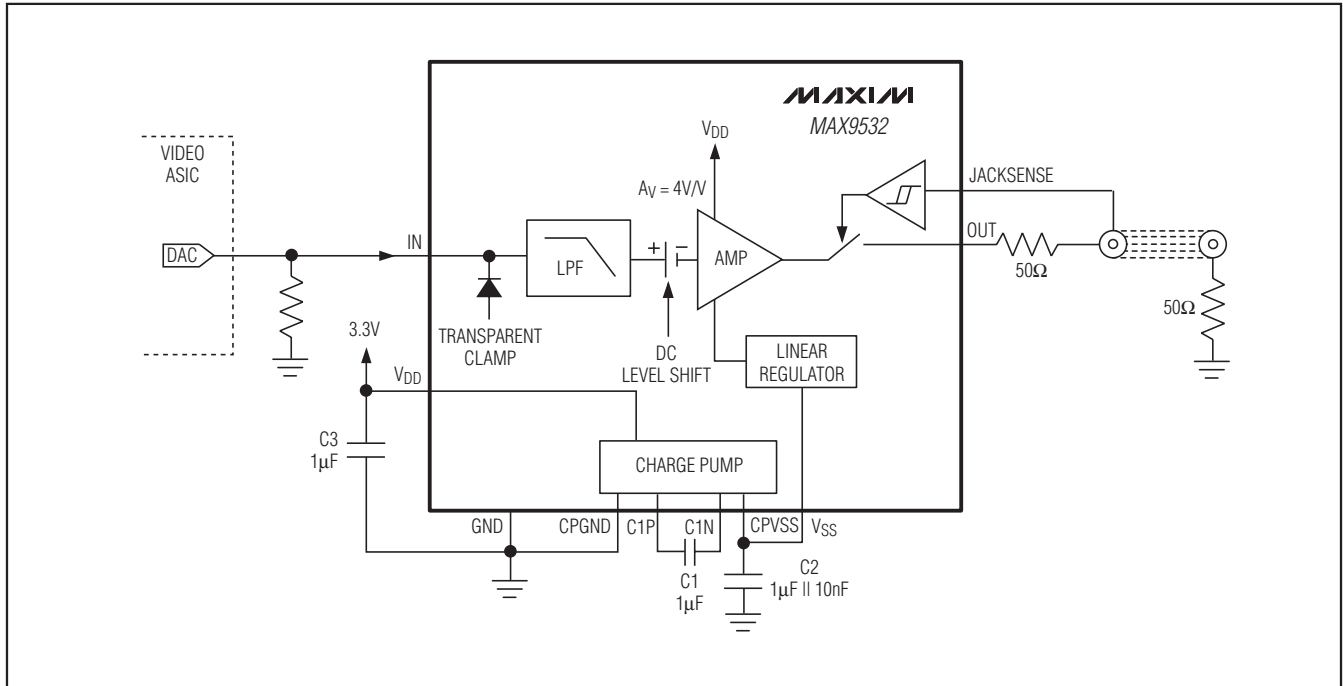 MAXIM
MAX9532
VIDEO
ASIC
DAC
IN
LPF
+ −
TRANSPARENT
CLAMP
DC
LEVEL SHIFT
VDD
AV = 4V/V
AMP
JACKSENSE
OUT
50Ω
50Ω
LINEAR
REGULATOR
3.3V
VDD
C3
1µF
CHARGE PUMP
GND
CPGND
C1P
C1N
CPVSS
VSS
C1
1µF
C2
1µF II 10nF